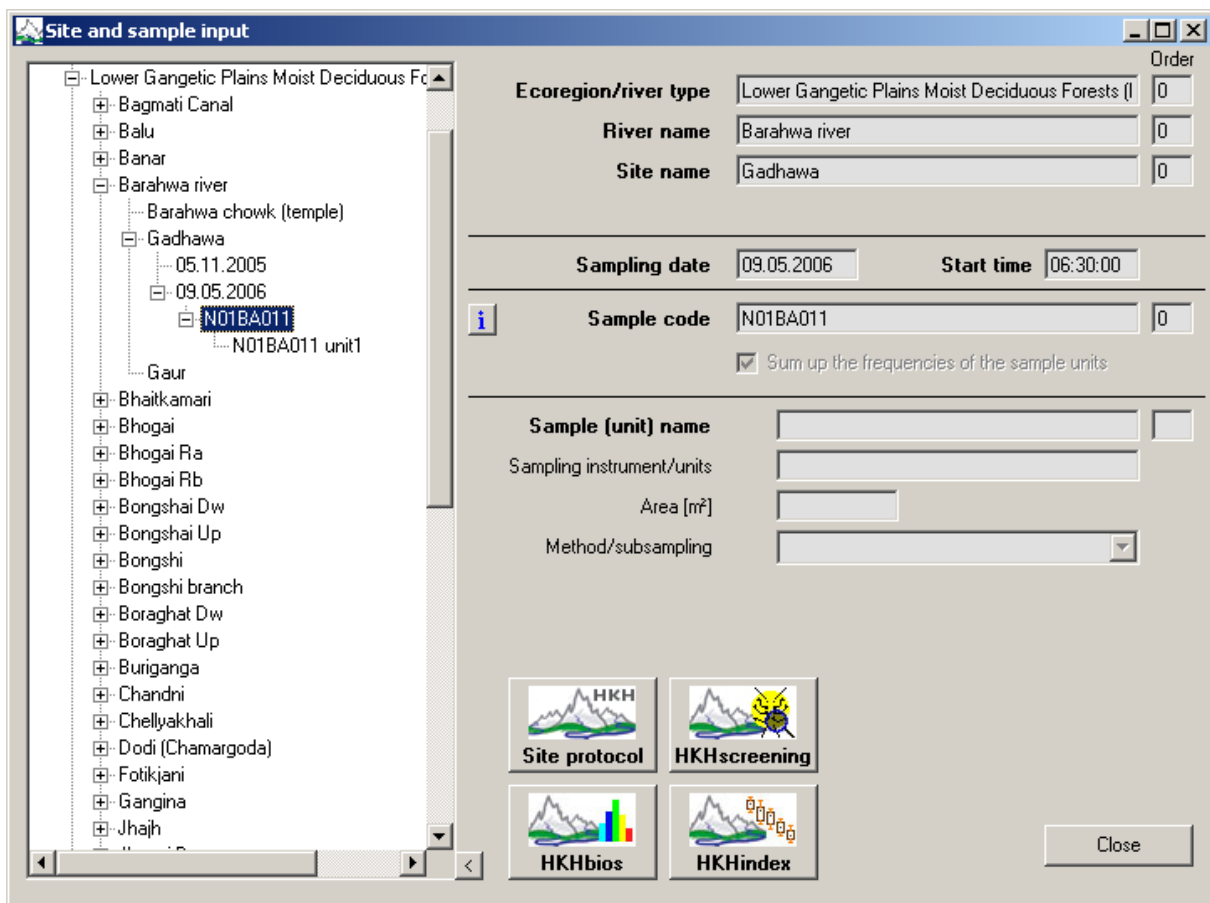 Site and sample input
Lower Gangetic Plains Moist Deciduous Fo
Bagmati Canal
Balu
Banar
Barahwa river
Barahwa chowk (temple)
Gadhawa
05.11.2005
09.05.2006
N01BA011
N01BA011 unit1
Gaur
Bhaitkamari
Bhogai
Bhogai Ra
Bhogai Rb
Bongshai Dw
Bongshai Up
Bongshi
Bongshi branch
Boraghat Dw
Boraghat Up
Buriganga
Chandni
Chellyakhali
Dodi (Chamargoda)
Fotikjani
Gangina
Jhajh
<
Order
Ecoregion/river type Lower Gangetic Plains Moist Deciduous Forests (I 0
River name Barahwa river 0
Site name Gadhawa 0
Sampling date 09.05.2006 Start time 06:30:00
i Sample code N01BA011 0
Sum up the frequencies of the sample units
Sample (unit) name
Sampling instrument/units
Area [m²]
Method/subsampling
HKH
Site protocol HKHscreening
HKHbios HKHindex
Close